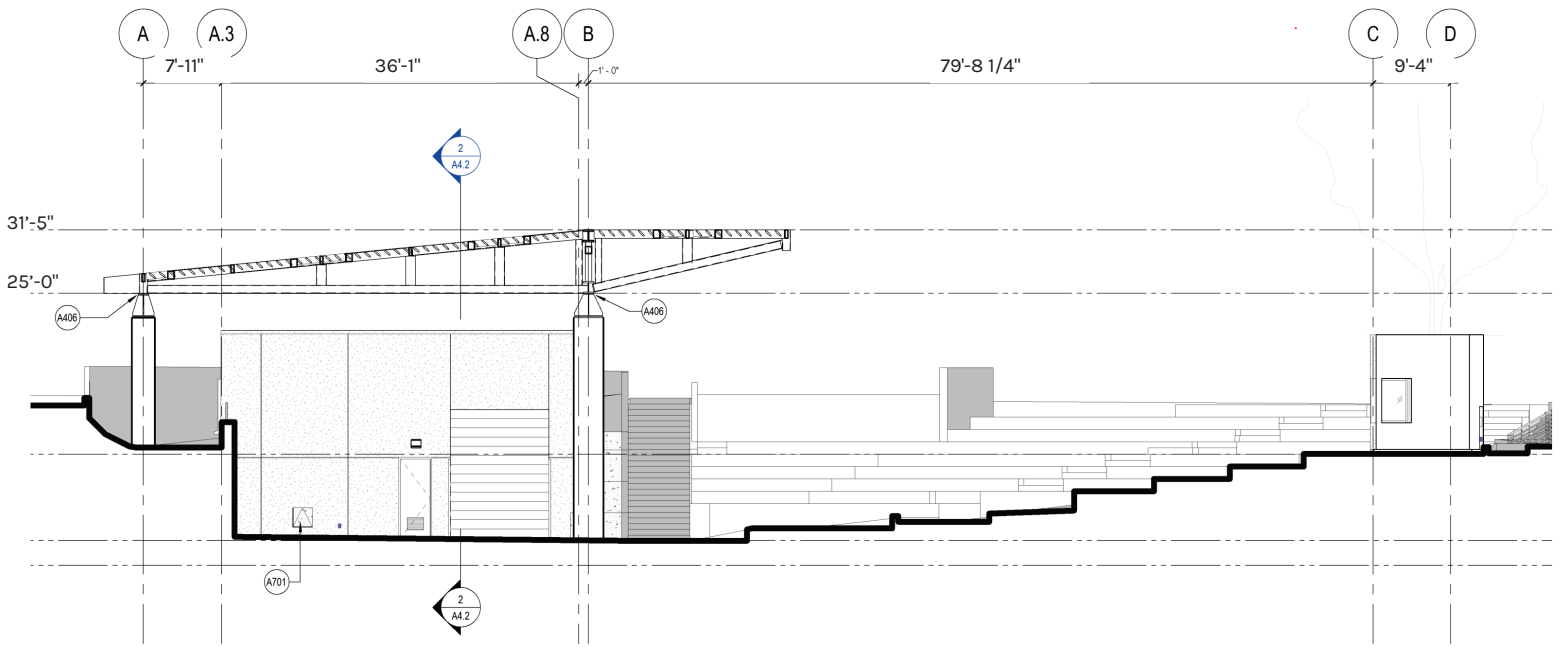 A
A.3
A.8
B
C
D
7'-11"
36'-1"
1' - 0"
79'-8 1/4"
9'-4"
2
A4.2
31'-5"
25'-0"
A406
A406
A701
2
A4.2